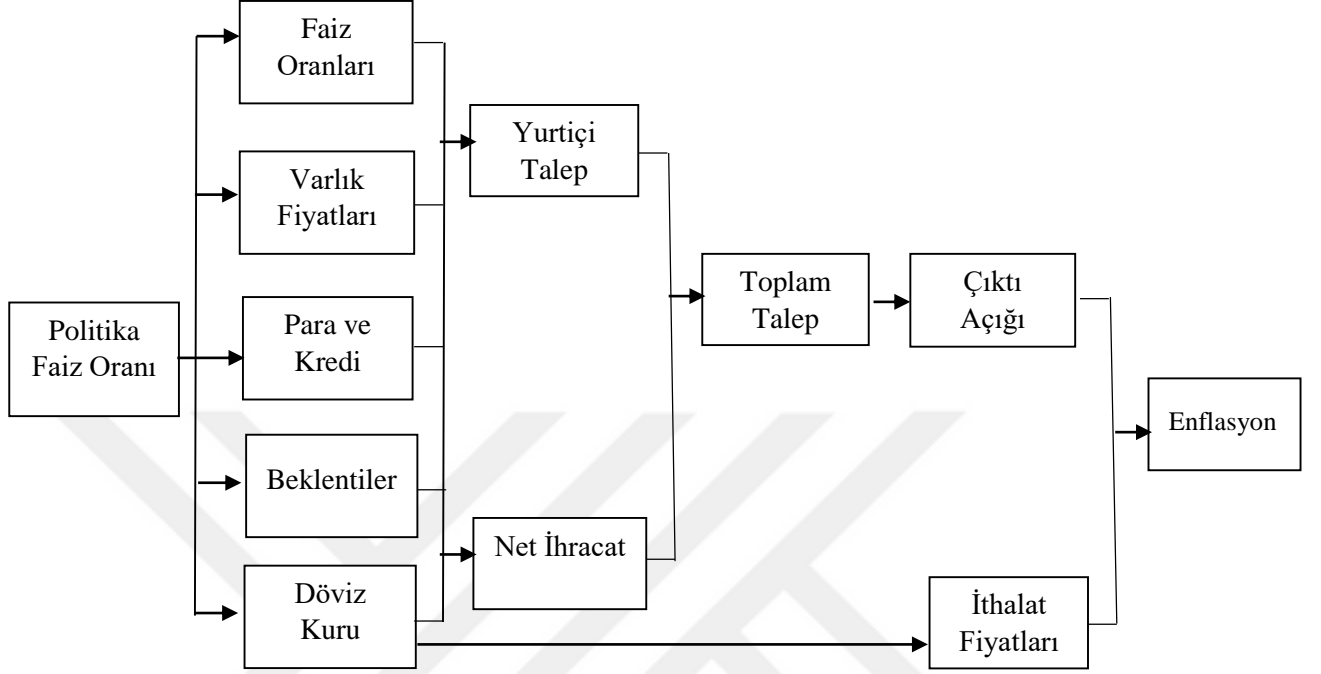 Faiz
Oranları
Varlık
Fiyatları
Para ve
Kredi
Beklentiler
Döviz
Kuru
Politika
Faiz Oranı
Yurtiçi
Talep
Net İhracat
Toplam
Talep
Çıktı
Açığı
İthalat
Fiyatları
Enflasyon